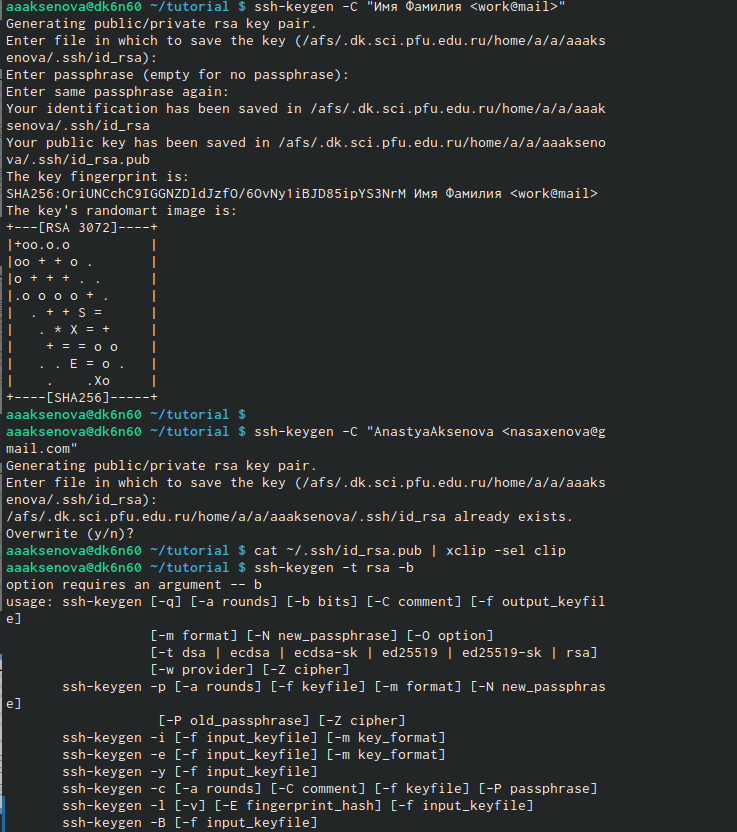 aaaksenova@dk6n60 ~/tutorial $ ssh-keygen -C "Имя Фамилия <work@mail>"
Generating public/private rsa key pair.
Enter file in which to save the key (/afs/.dk.sci.pfu.edu.ru/home/a/a/aaaks
enova/.ssh/id_rsa):
Enter passphrase (empty for no passphrase):
Enter same passphrase again:
Your identification has been saved in /afs/.dk.sci.pfu.edu.ru/home/a/a/aaak
senova/.ssh/id_rsa
Your public key has been saved in /afs/.dk.sci.pfu.edu.ru/home/a/a/aaakseno
va/.ssh/id_rsa.pub
The key fingerprint is:
SHA256:OriUNCchC9IGGNZDldJzfO/6OvNy1iBJD85ipYS3NrM Имя Фамилия <work@mail>
The key's randomart image is:
+---[RSA 3072]----+
|+oo.o.o          |
|oo + + o .       |
|o + + + . .      |
|.o o o o + .     |
|  . + + S =      |
|   . * X = +     |
|    + = = o o    |
|   . . E = o .   |
|    .    .Xo     |
+----[SHA256]-----+
aaaksenova@dk6n60 ~/tutorial $
aaaksenova@dk6n60 ~/tutorial $ ssh-keygen -C "AnastyaAksenova <nasaxenova@g
mail.com"
Generating public/private rsa key pair.
Enter file in which to save the key (/afs/.dk.sci.pfu.edu.ru/home/a/a/aaaks
enova/.ssh/id_rsa):
/afs/.dk.sci.pfu.edu.ru/home/a/a/aaaksenova/.ssh/id_rsa already exists.
Overwrite (y/n)?
aaaksenova@dk6n60 ~/tutorial $ cat ~/.ssh/id_rsa.pub | xclip -sel clip
aaaksenova@dk6n60 ~/tutorial $ ssh-keygen -t rsa -b
option requires an argument -- b
usage: ssh-keygen [-q] [-a rounds] [-b bits] [-C comment] [-f output_keyfil
e]
                  [-m format] [-N new_passphrase] [-O option]
                  [-t dsa | ecdsa | ecdsa-sk | ed25519 | ed25519-sk | rsa]
                  [-w provider] [-Z cipher]
       ssh-keygen -p [-a rounds] [-f keyfile] [-m format] [-N new_passphras
e]
                   [-P old_passphrase] [-Z cipher]
       ssh-keygen -i [-f input_keyfile] [-m key_format]
       ssh-keygen -e [-f input_keyfile] [-m key_format]
       ssh-keygen -y [-f input_keyfile]
       ssh-keygen -c [-a rounds] [-C comment] [-f keyfile] [-P passphrase]
       ssh-keygen -l [-v] [-E fingerprint_hash] [-f input_keyfile]
       ssh-keygen -B [-f input_keyfile]